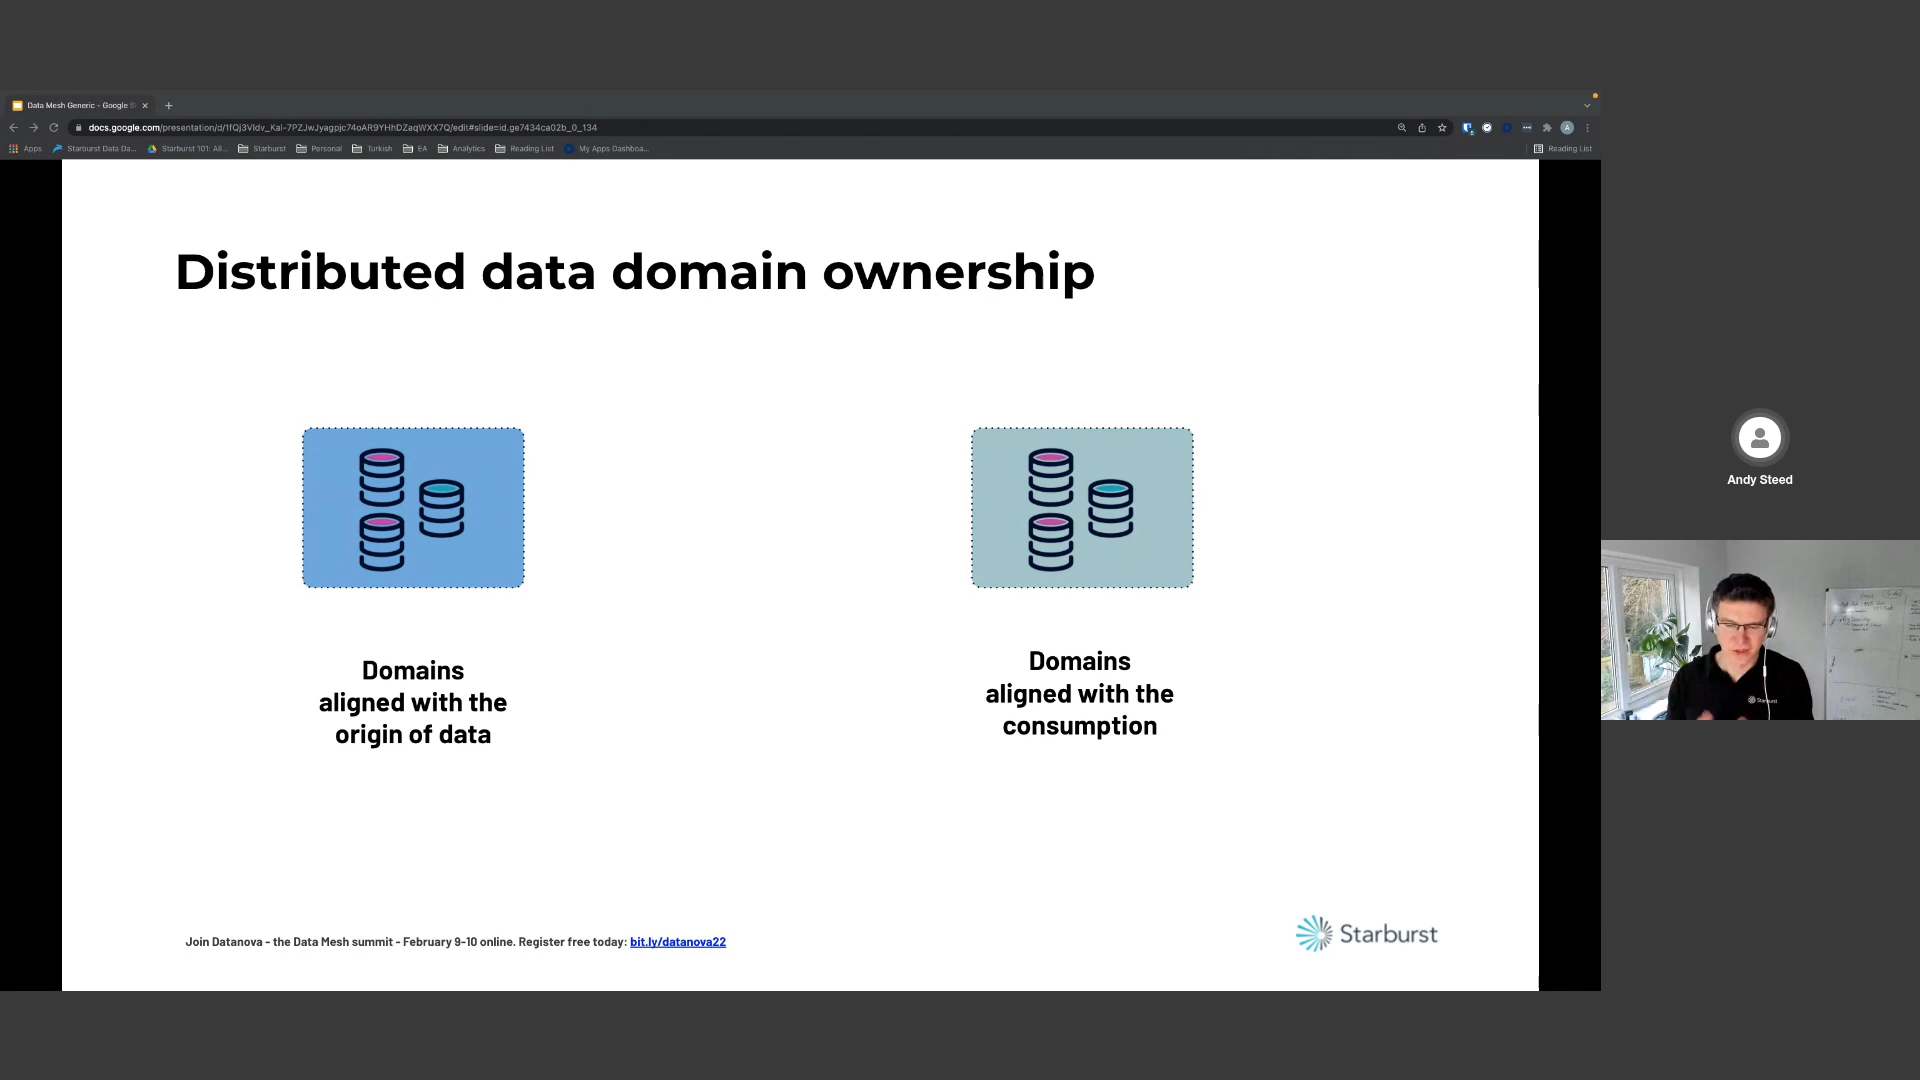 Data Mesh Generic - Google S
docs.google.com/presentation/d/1fQj3VIdv_Kal-7PZJwJyagpjc74oAR9YHhDZaqWXX7Q/edit#slide=id.ge7434ca02b_0_134
Apps
Starburst Data Da...
Starburst 101: All...
Starburst
Personal
Turkish
EA
Analytics
Reading List
My Apps Dashboa...
Reading List
Distributed data domain ownership
Domains
aligned with the
origin of data
Domains
aligned with the
consumption
Join Datanova - the Data Mesh summit - February 9-10 online. Register free today: bit.ly/datanova22
Starburst
Andy Steed
Starburst